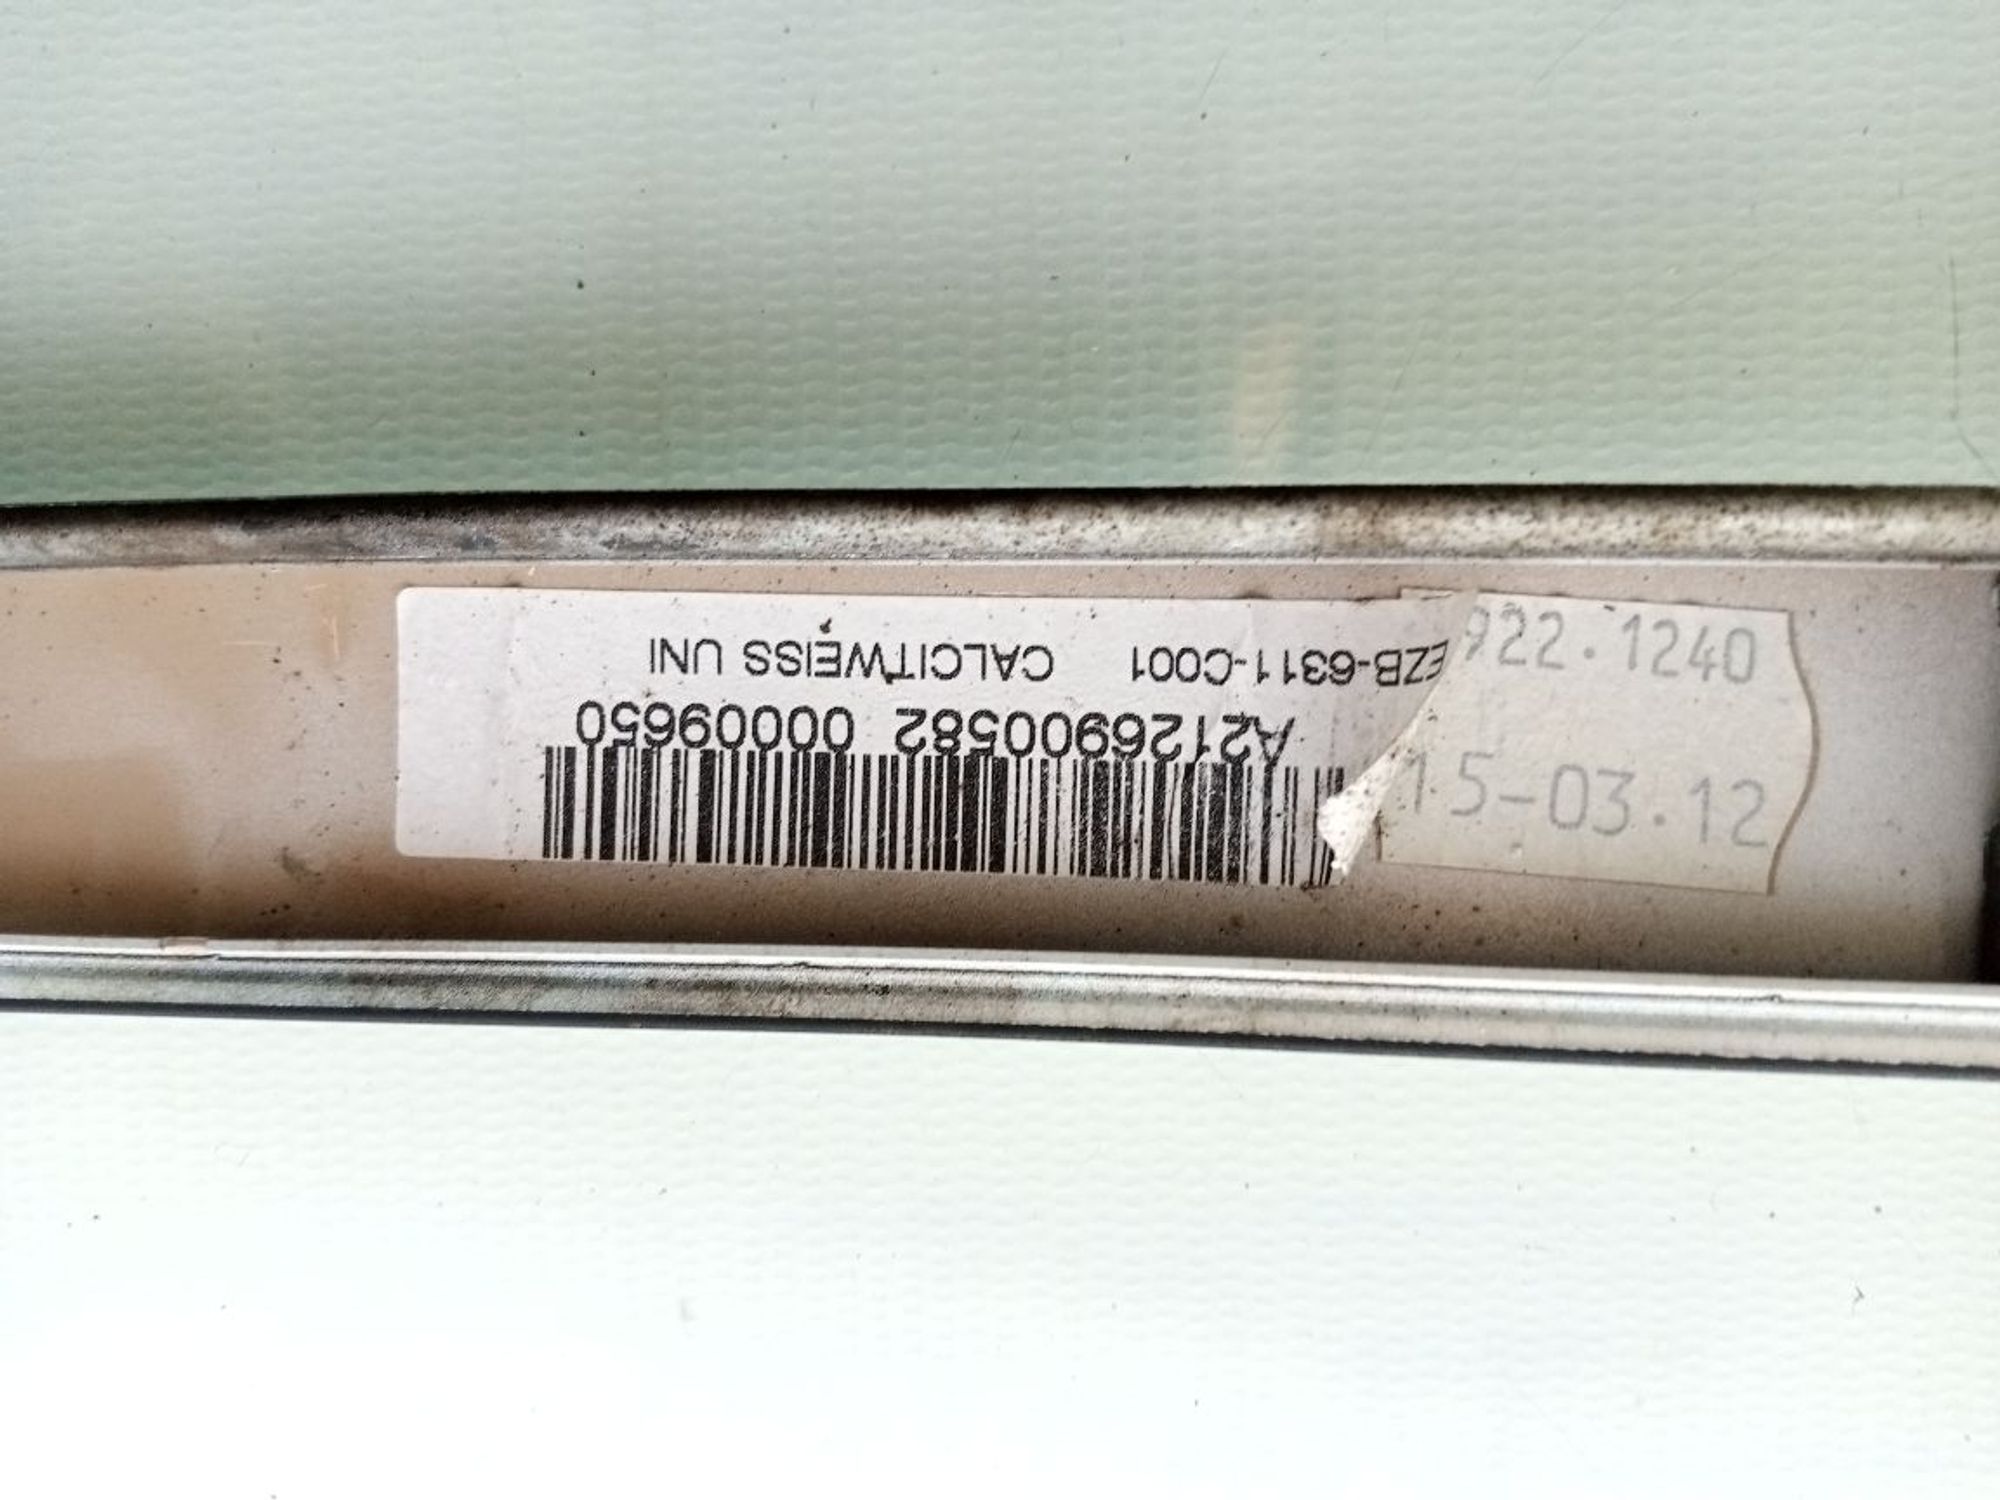 EZB-6311-C001 CALCITWEISS UNI
A2126900582 00009650
922.1240
15-03.12